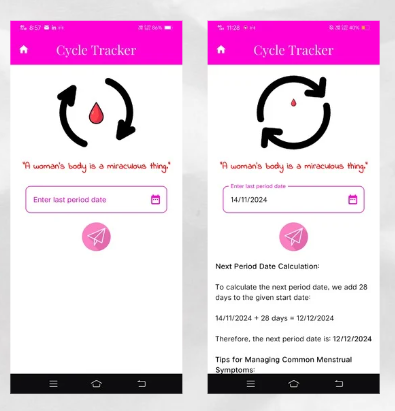 8:57
86%
Cycle Tracker
"A woman's body is a miraculous thing."
Enter last period date
11:28
40%
Cycle Tracker
"A woman's body is a miraculous thing."
Enter last period date
14/11/2024
Next Period Date Calculation:
To calculate the next period date, we add 28
days to the given start date:
14/11/2024 + 28 days = 12/12/2024
Therefore, the next period date is: 12/12/2024
Tips for Managing Common Menstrual
Symptoms: